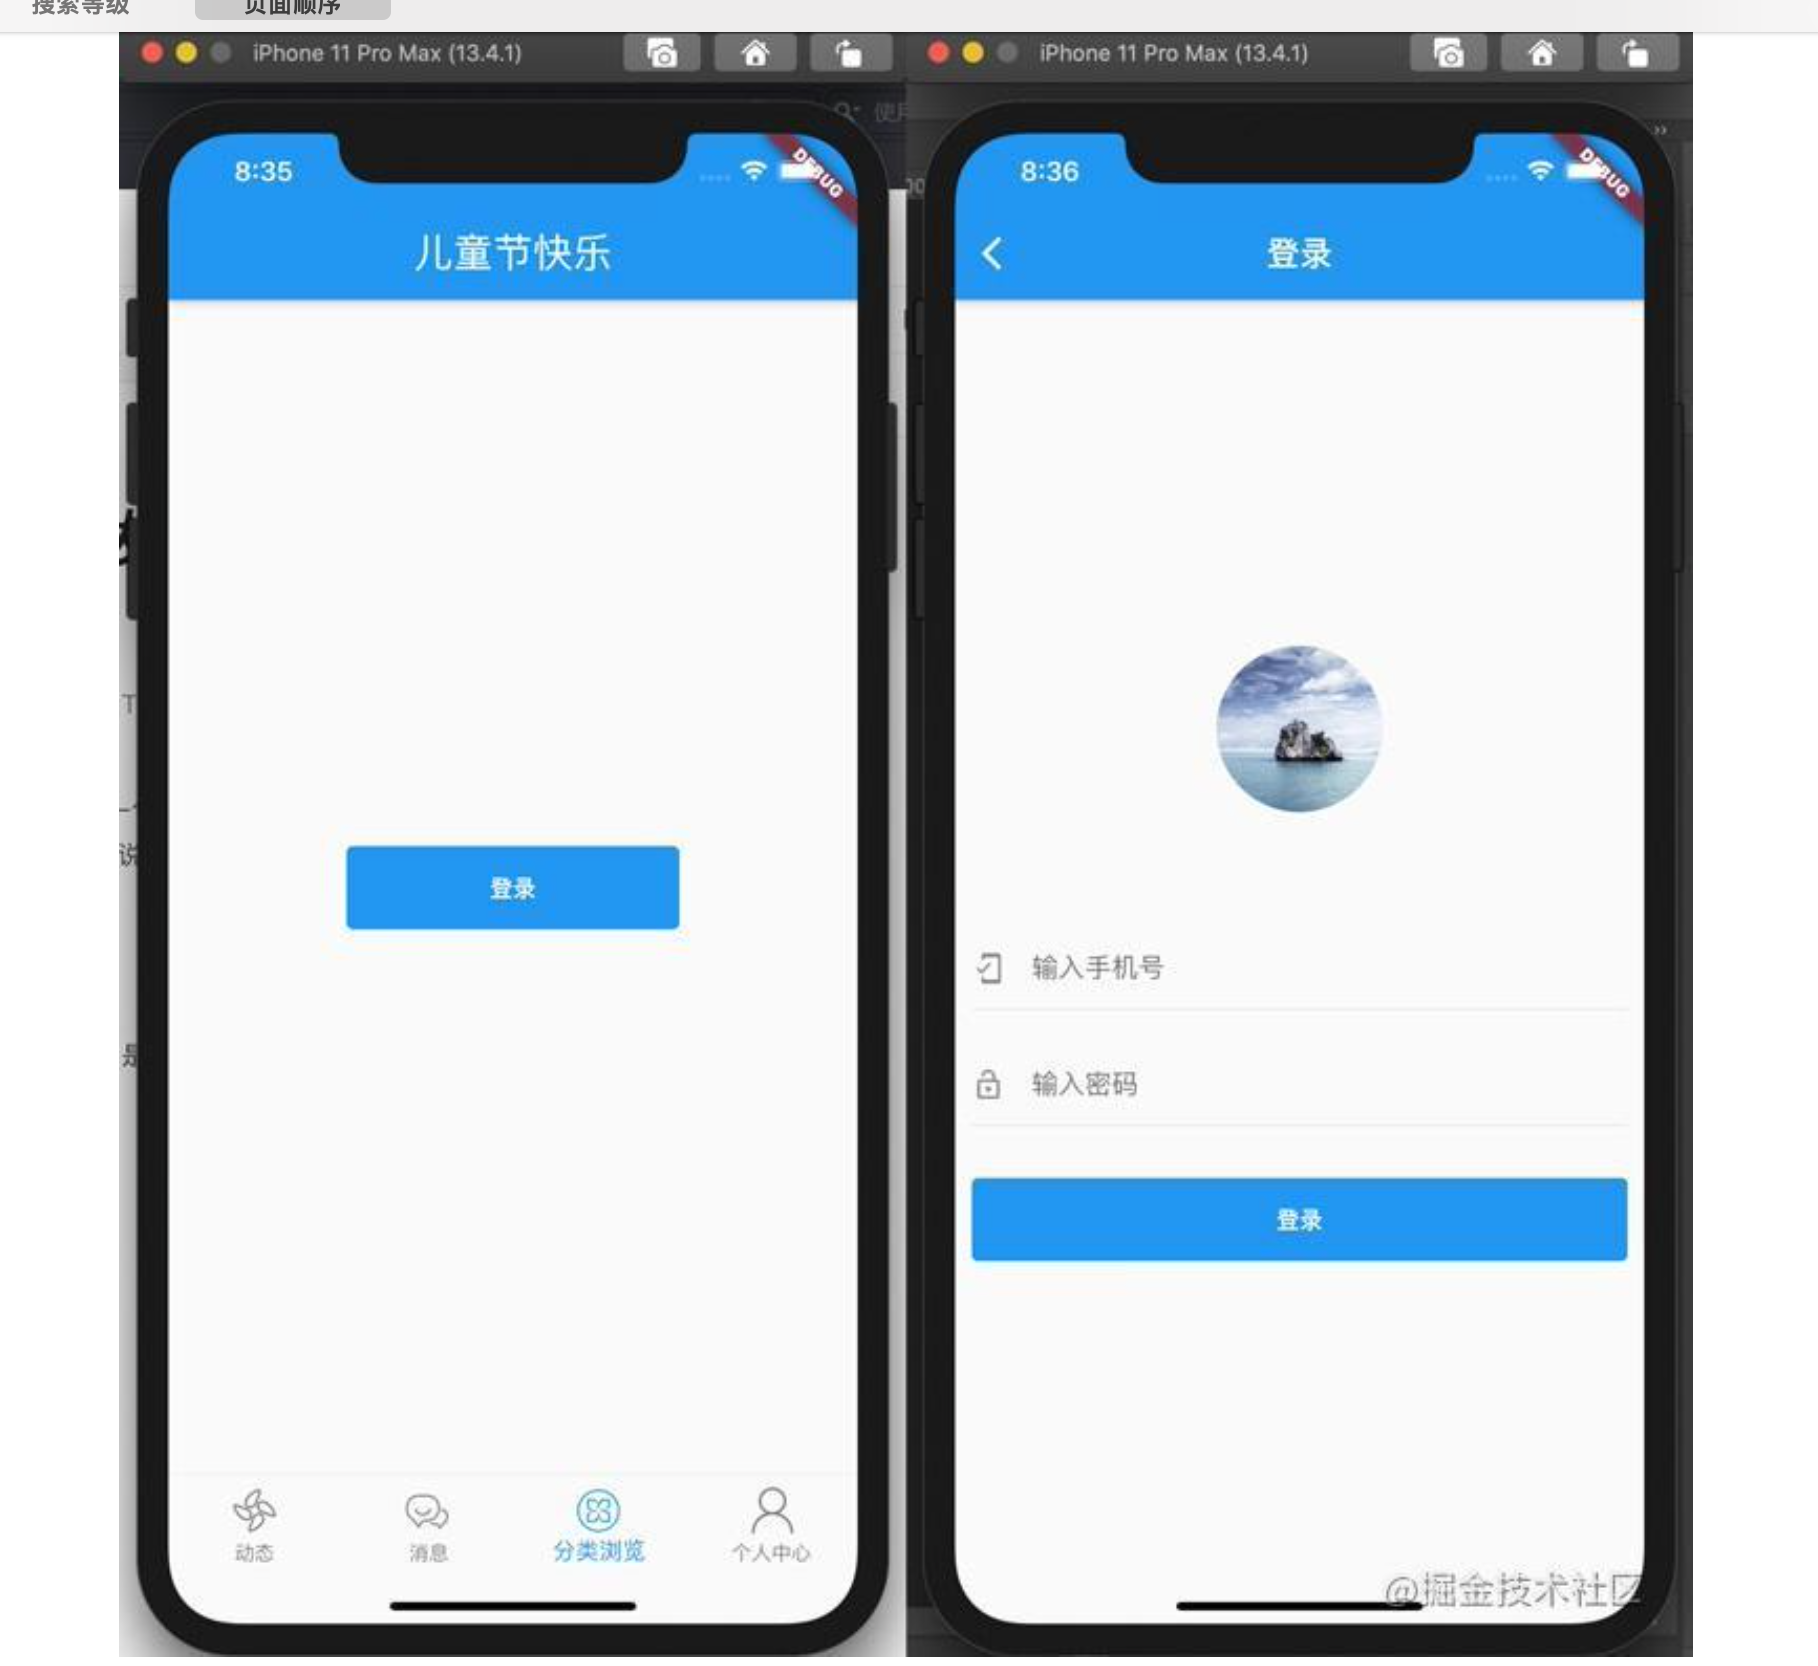 搜索等级
页面顺序
iPhone 11 Pro Max (13.4.1)
8:35
DEBUG
儿童节快乐
登录
动态
消息
分类浏览
个人中心
iPhone 11 Pro Max (13.4.1)
8:36
DEBUG
登录
输入手机号
输入密码
登录
@掘金技术社区